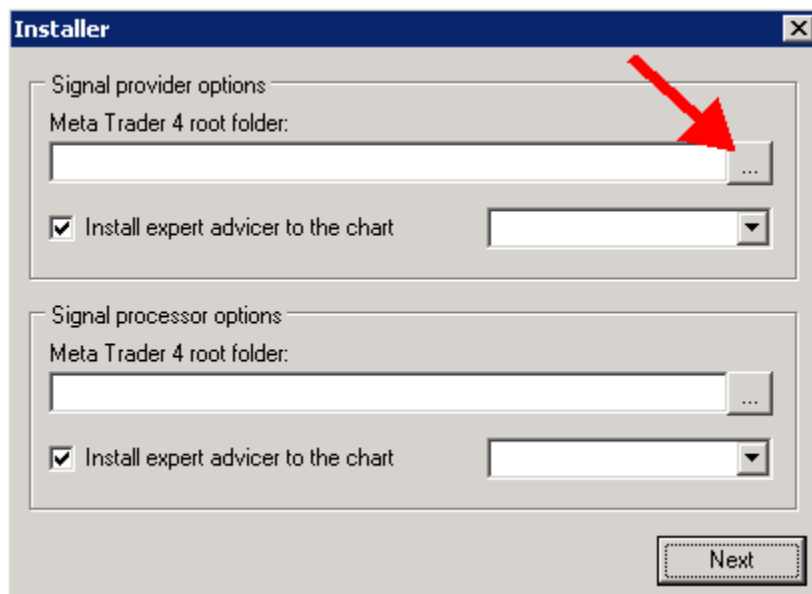 Installer
Signal provider options
Meta Trader 4 root folder:
...
Install expert advicer to the chart
Signal processor options
Meta Trader 4 root folder:
...
Install expert advicer to the chart
Next